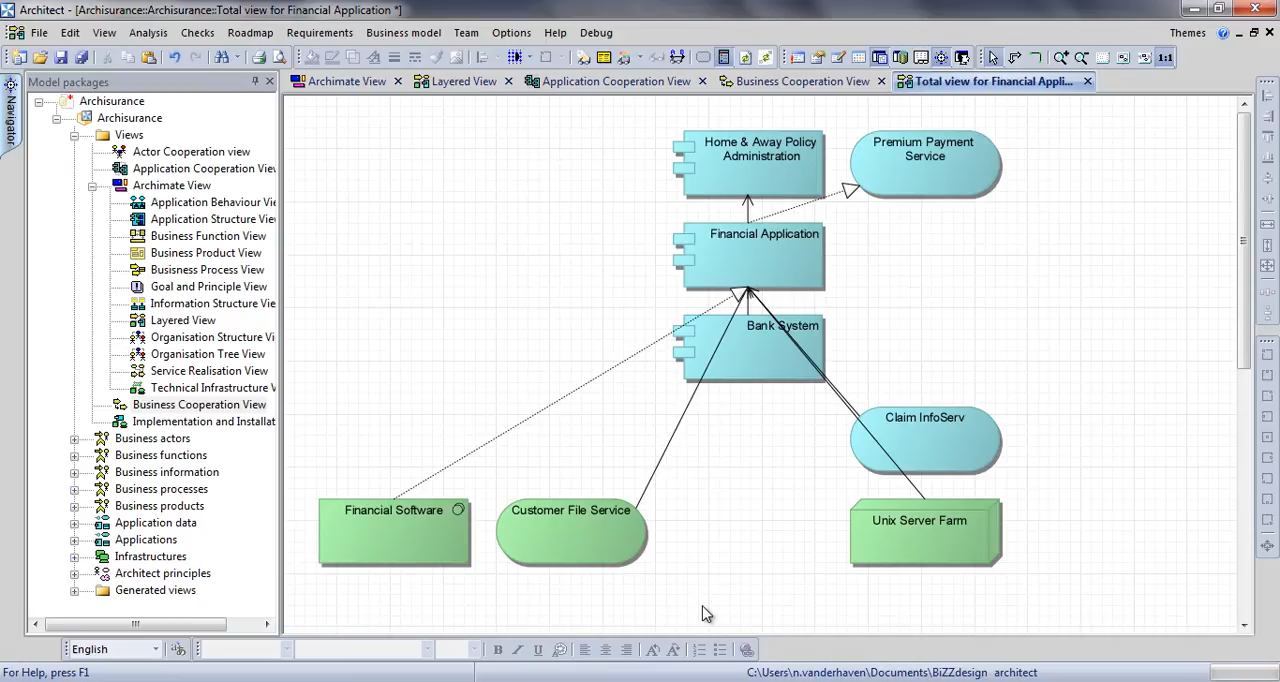 Architect - [Archisurance::Archisurance::Total view for Financial Application *]
File Edit View Analysis Checks Roadmap Requirements Business model Team Options Help Debug
Themes
1:1
Navigator
Model packages
Archisurance
Archisurance
Views
Actor Cooperation view
Application Cooperation View
Archimate View
Application Behaviour View
Application Structure View
Business Function View
Business Product View
Business Process View
Goal and Principle View
Information Structure Vie
Layered View
Organisation Structure Vi
Organisation Tree View
Service Realisation View
Technical Infrastructure V
Business Cooperation View
Implementation and Installat
Business actors
Business functions
Business information
Business processes
Business products
Application data
Applications
Infrastructures
Architect principles
Generated views
Archimate View
Layered View
Application Cooperation View
Business Cooperation View
Total view for Financial Appli...
Home & Away Policy
Administration
Premium Payment
Service
Financial Application
Bank System
Claim InfoServ
Financial Software
Customer File Service
Unix Server Farm
English
B I U
For Help, press F1
C:\Users\n.vanderhaven\Documents\BiZZdesign architect